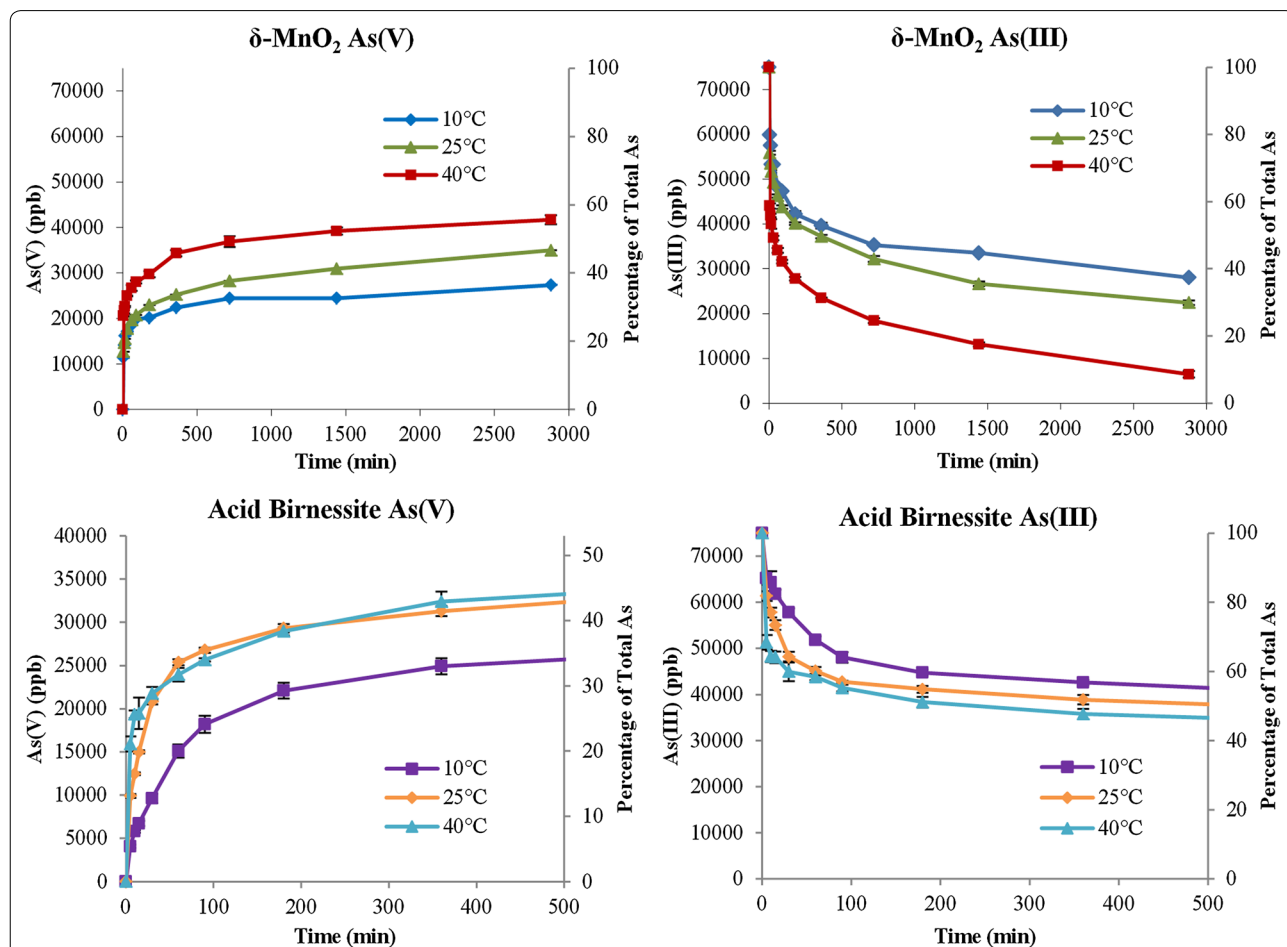 δ-MnO₂ As(V)
As(V) (ppb)
70000
60000
50000
40000
30000
20000
10000
0
0 500 1000 1500 2000 2500 3000
Time (min)
100
80
60
40
20
0
Percentage of Total As
10°C
25°C
40°C
δ-MnO₂ As(III)
As(III) (ppb)
70000
60000
50000
40000
30000
20000
10000
0
0 500 1000 1500 2000 2500 3000
Time (min)
100
80
60
40
20
0
Percentage of Total As
10°C
25°C
40°C
Acid Birnessite As(V)
As(V) (ppb)
40000
35000
30000
25000
20000
15000
10000
5000
0
0 100 200 300 400 500
Time (min)
50
40
30
20
10
0
Percentage of Total As
10°C
25°C
40°C
Acid Birnessite As(III)
As(III) (ppb)
70000
60000
50000
40000
30000
20000
10000
0
0 100 200 300 400 500
Time (min)
100
80
60
40
20
0
Percentage of Total As
10°C
25°C
40°C